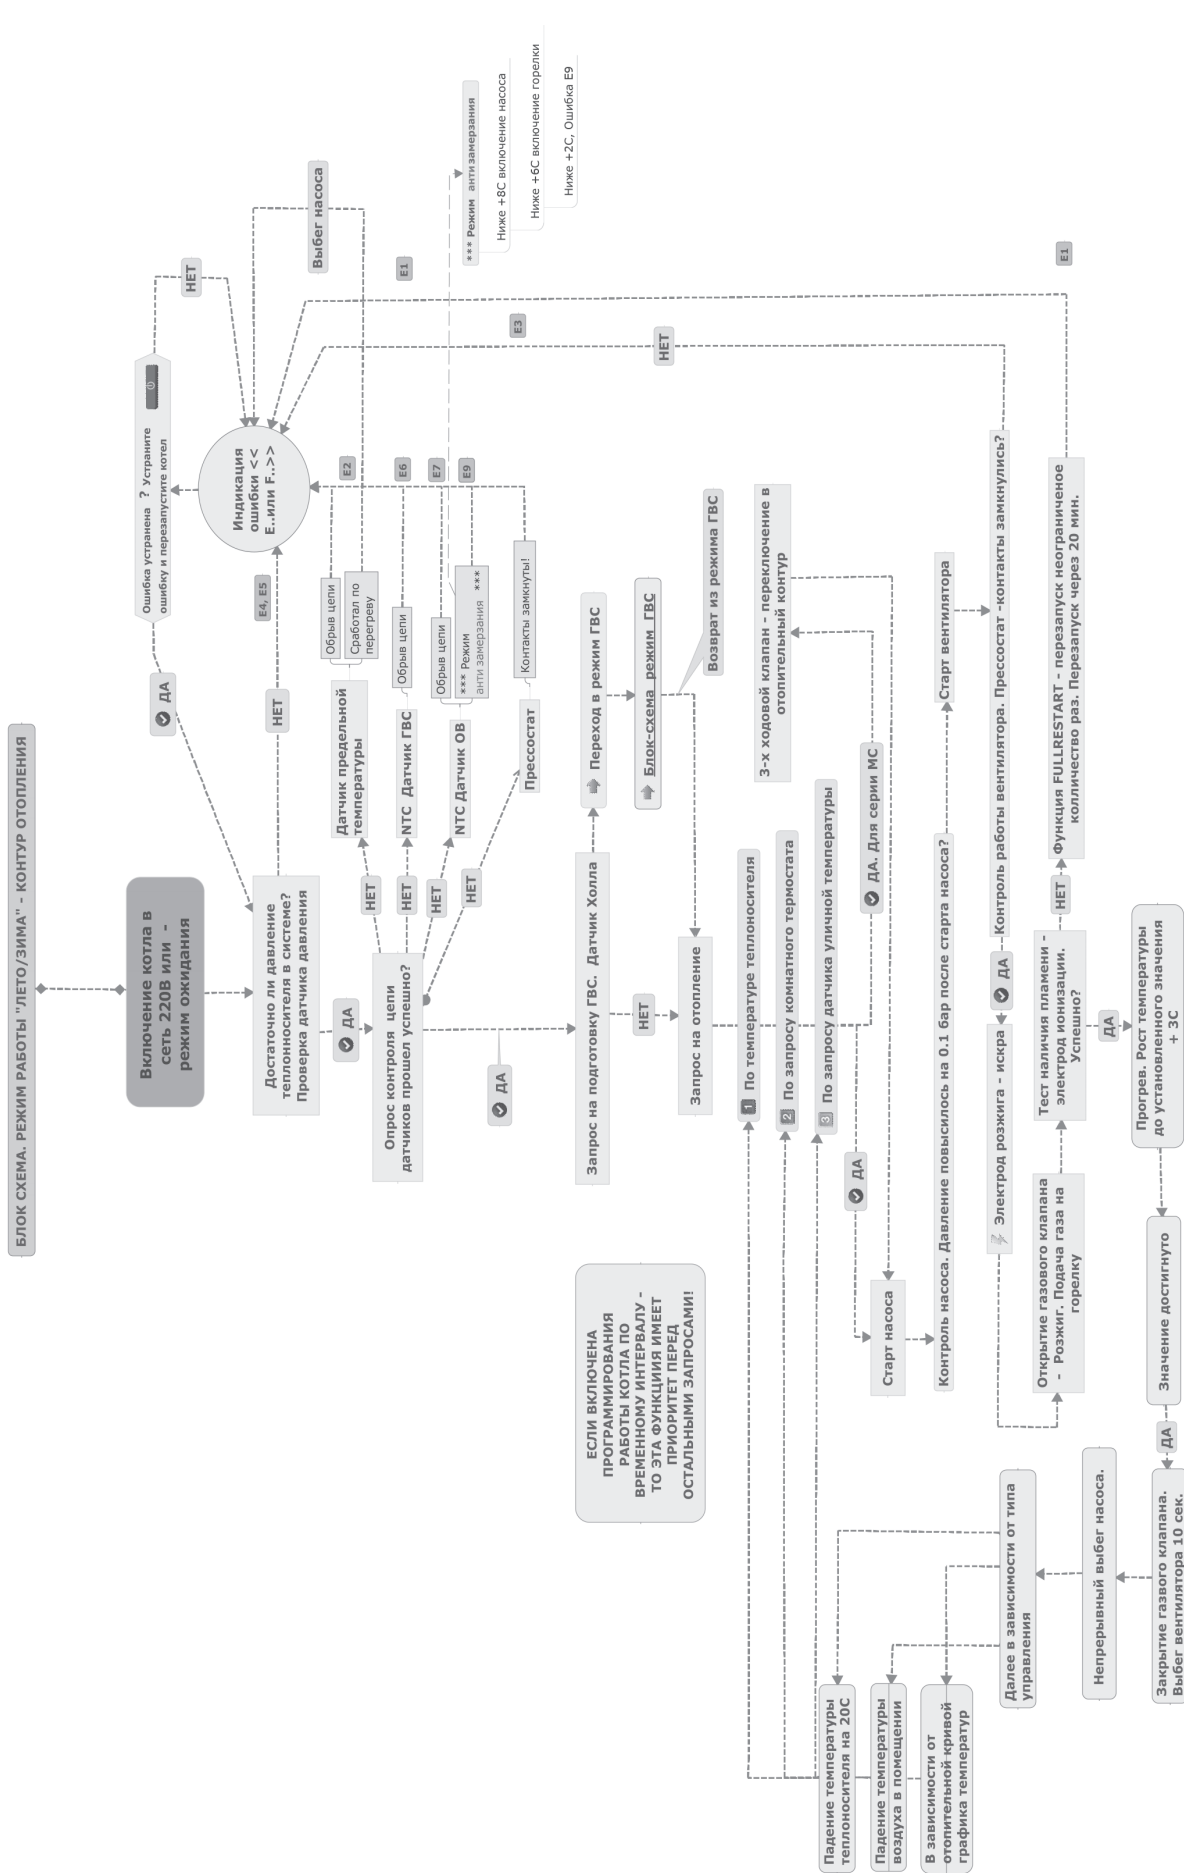 БЛОК СХЕМА. РЕЖИМ РАБОТЫ "ЛЕТО/ЗИМА" - КОНТУР ОТОПЛЕНИЯ
Включение котла в
сеть 220В или -
режим ожидания
Ошибка устранена ? Устраните
ошибку и перезапустите котел
НЕТ
ДА
Индикация
ошибки <<
Е..или F..>>
Выбег насоса
Достаточно ли давление
теплонносителя в системе?
Проверка датчика давления
НЕТ
E4, E5
ДА
Опрос контроля цепи
датчиков прошел успешно?
НЕТ
НЕТ
НЕТ
НЕТ
Датчик предельной
температуры
Обрыв цепи
Сработал по
перегреву
E2
E1
NTC Датчик ГВС
Обрыв цепи
E6
NTC Датчик ОВ
Обрыв цепи
E7
*** Режим ***
анти замерзания
E9
*** Режим антизамерзания
Ниже +8С включение насоса
Ниже +6С включение горелки
Ниже +2С, Ошибка E9
Прессостат
Контакты замкнуты!
E3
ДА
Запрос на подготовку ГВС. Датчик Холла
Переход в режим ГВС
Блок-схема режим ГВС
Возврат из режима ГВС
НЕТ
Запрос на отопление
ЕСЛИ ВКЛЮЧЕНА
ПРОГРАММИРОВАНИЯ
РАБОТЫ КОТЛА ПО
ВРЕМЕННОМУ ИНТЕРВАЛУ -
ТО ЭТА ФУНКЦИИЯ ИМЕЕТ
ПРИОРИТЕТ ПЕРЕД
ОСТАЛЬНЫМИ ЗАПРОСАМИ!
1 По температуре теплоносителя
2 По запросу комнатного термостата
3 По запросу датчика уличной температуры
3-х ходовой клапан - переключение в
отопительный контур
ДА
ДА. Для серии МС
Старт насоса
Контроль насоса. Давление повысилось на 0.1 бар после старта насоса?
Старт вентилятора
Контроль работы вентилятора. Прессостат -контакты замкнулись?
НЕТ
ДА
Электрод розжига - искра
Открытие газового клапана
- Розжиг. Подача газа на
горелку
Тест наличия пламени -
электрод ионизации.
Успешно?
НЕТ
Функция FULLRESTART - перезапуск неограниченое
колличество раз. Перезапуск через 20 мин.
E1
ДА
Прогрев. Рост температуры
до установленного значения
+ 3С
Значение достигнуто
ДА
Закрытие газвого клапана.
Выбег вентилятора 10 сек.
Непрерывный выбег насоса.
Далее в зависимости от типа
управления
Падение температуры
теплоносителя на 20С
Падение температуры
воздуха в помещении
В зависимости от
отопительной кривой
графика температур